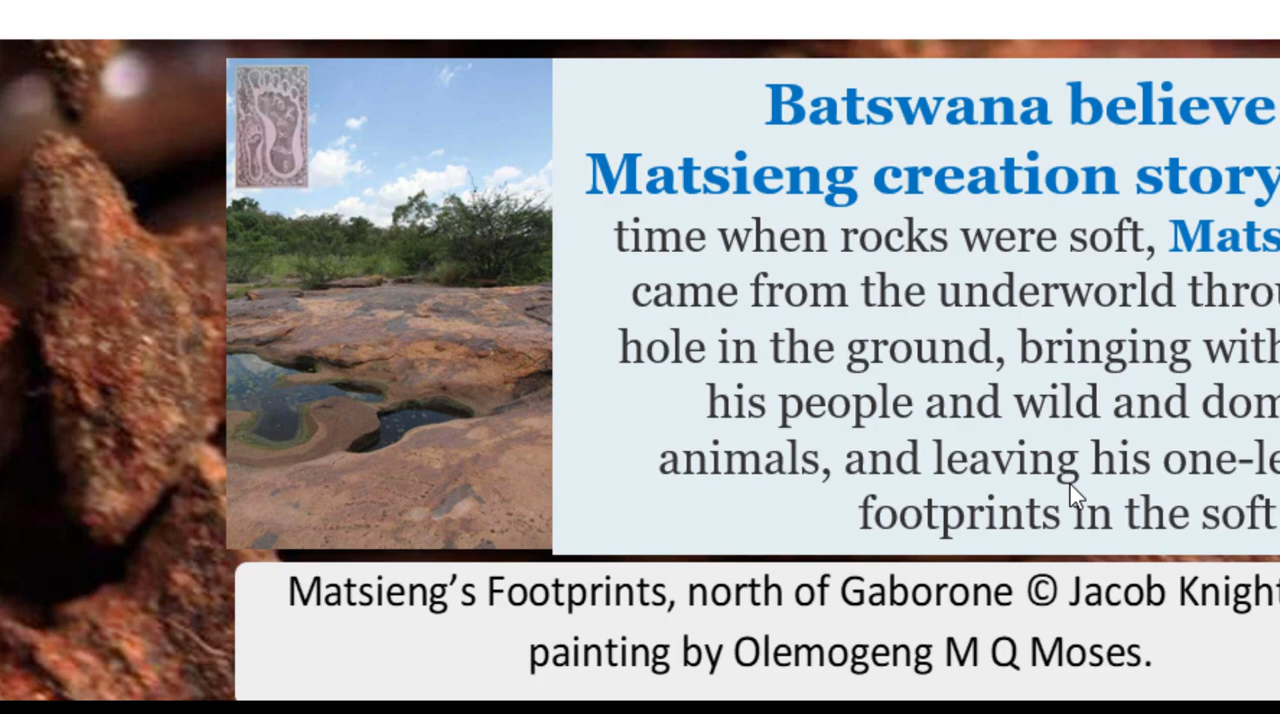 Batswana believe
Matsieng creation story
time when rocks were soft,
came from the underworld
hole in the ground, bringing
his people and wild and
animals, and leaving his
footprints in the soft
Matsieng’s Footprints, north of Gaborone © Jacob Knight
painting by Olemogeng M Q Moses.